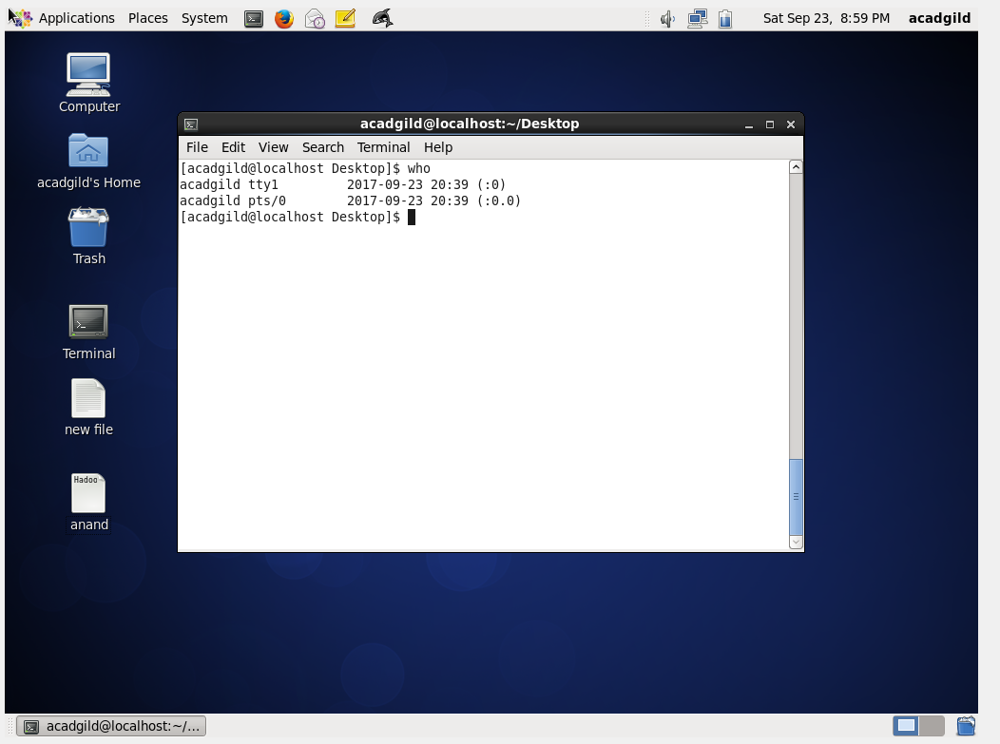 Applications Places System Sat Sep 23, 8:59 PM acadgild
Computer
acadgild's Home
Trash
Terminal
new file
Hadoo
anand
acadgild@localhost:~/Desktop
File Edit View Search Terminal Help
[acadgild@localhost Desktop]$ who
acadgild tty1         2017-09-23 20:39 (:0)
acadgild pts/0        2017-09-23 20:39 (:0.0)
[acadgild@localhost Desktop]$
acadgild@localhost:~/...